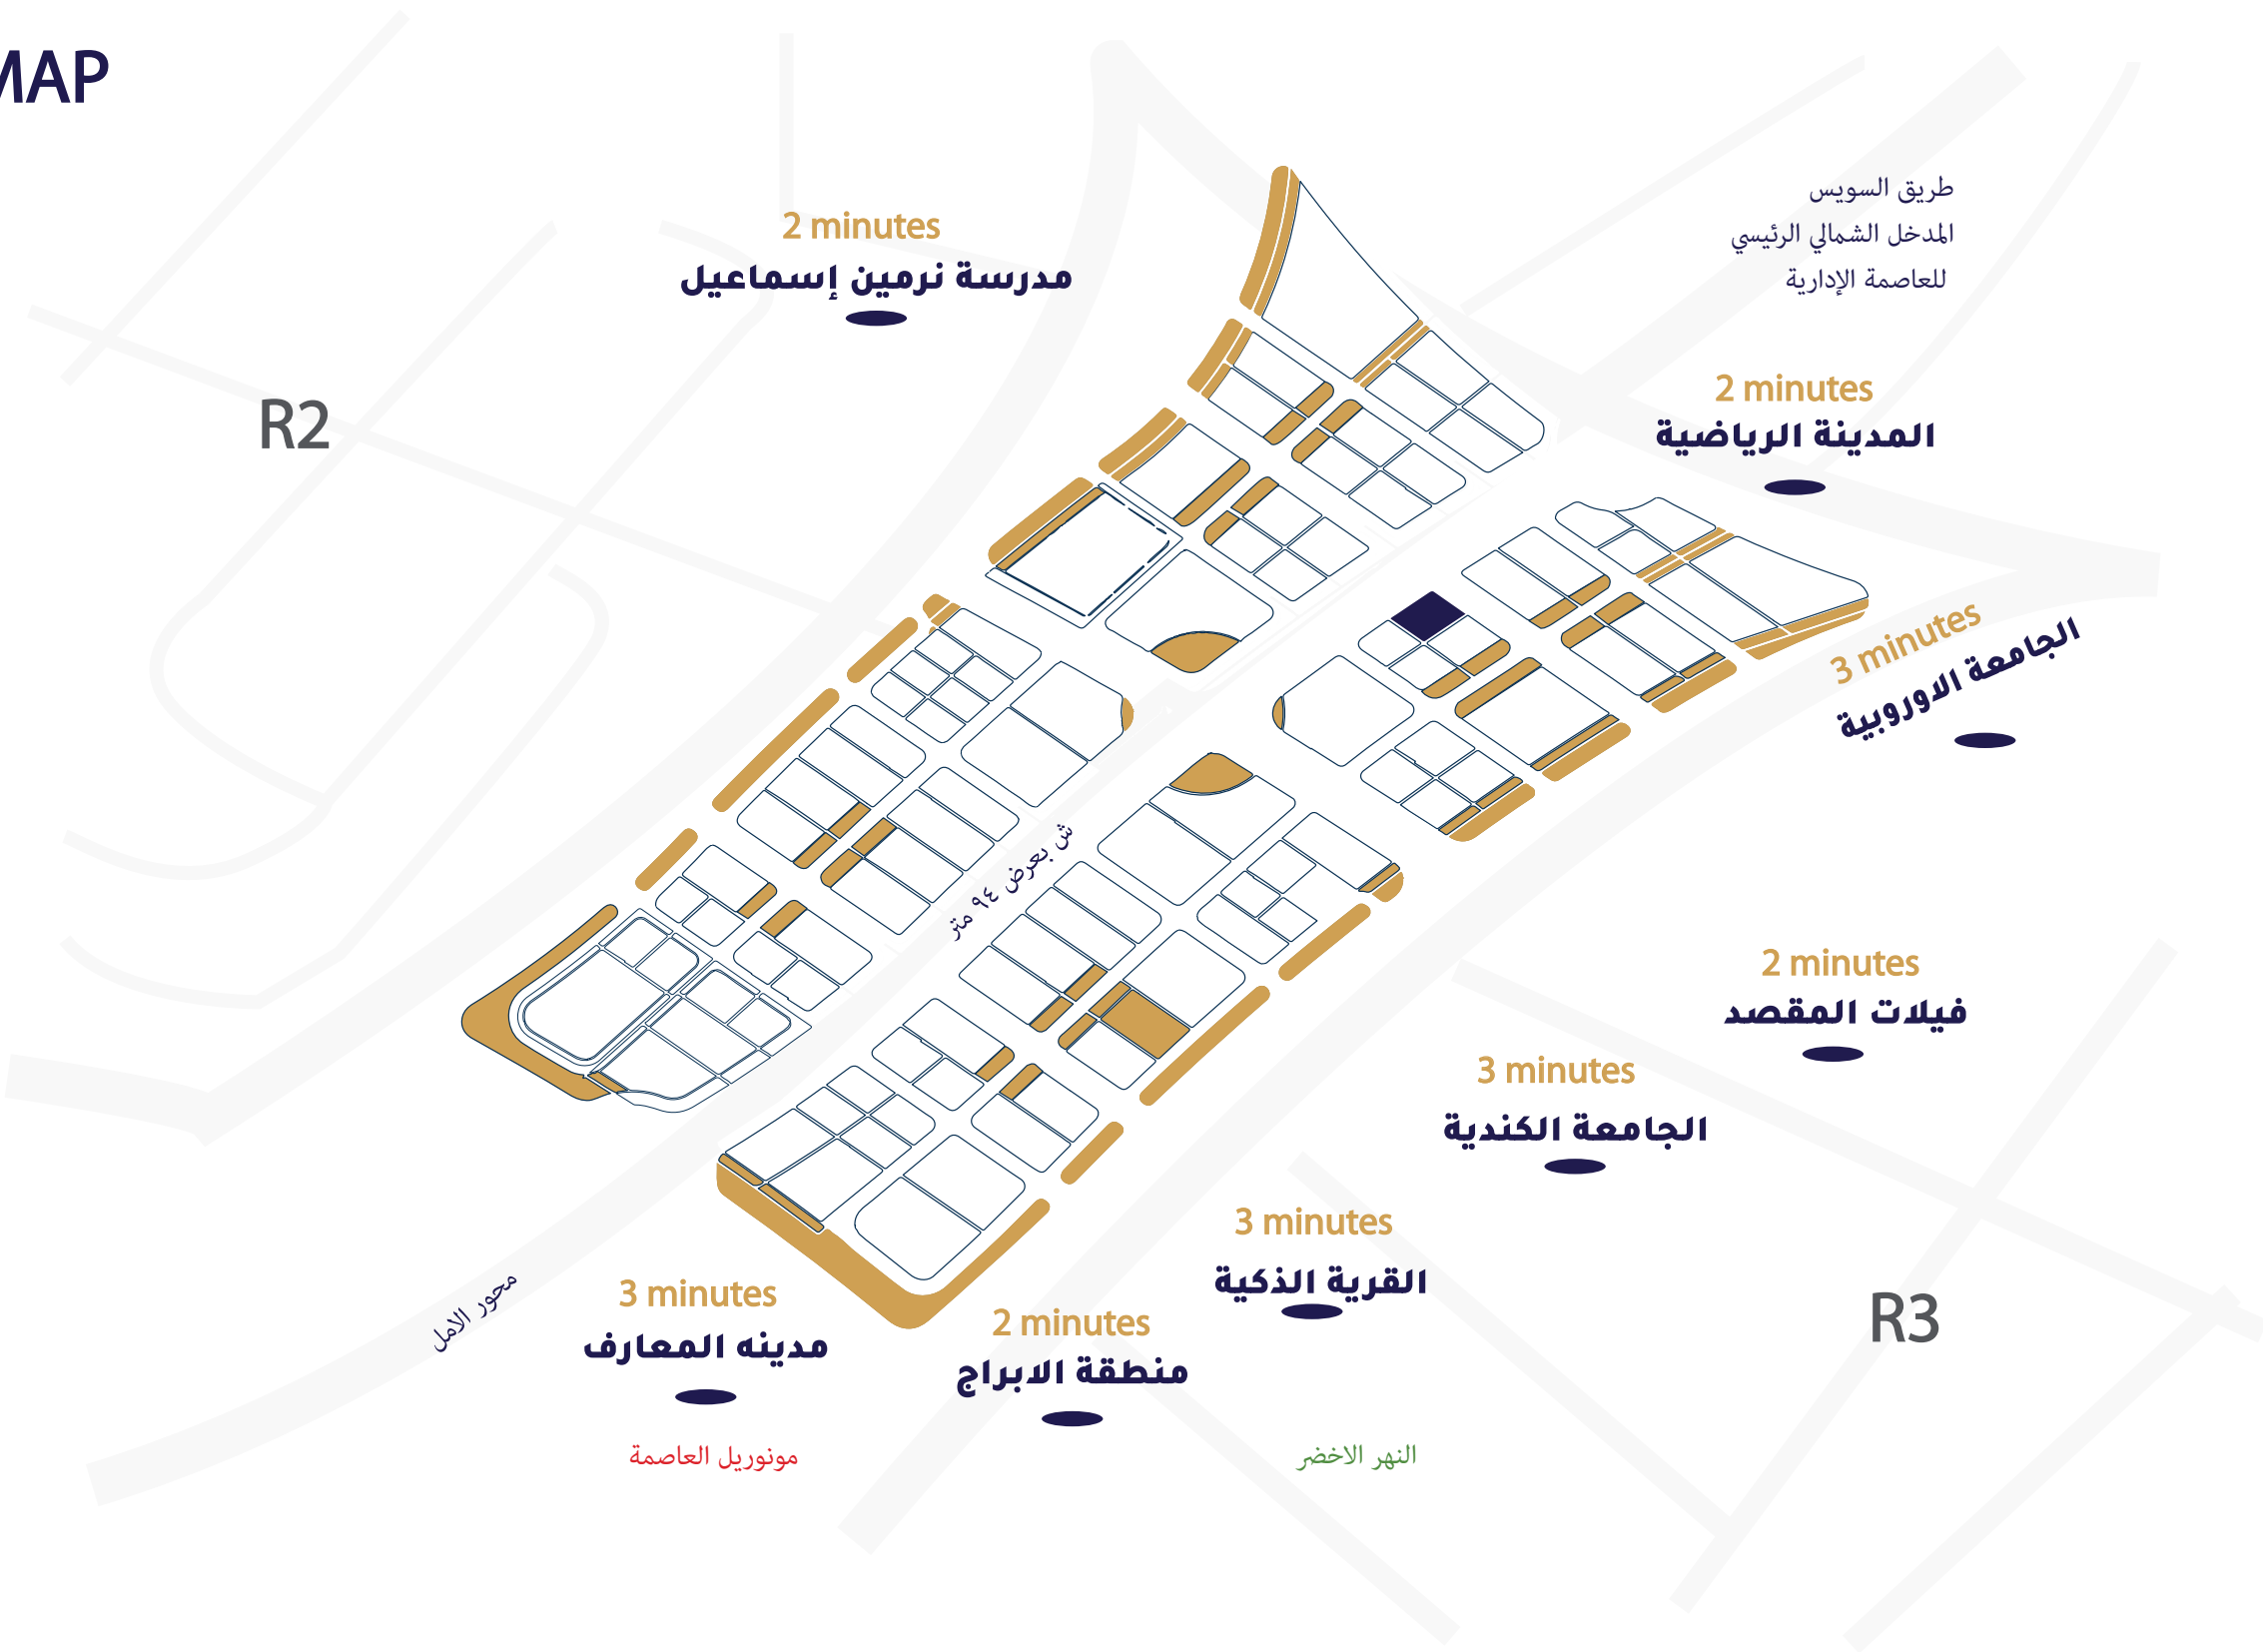 MAP
2 minutes
مدرسة نرمين إسماعيل
طريق السويس
المدخل الشمالي الرئيسي
للعاصمة الإدارية
R2
2 minutes
المدينة الرياضية
3 minutes
الجامعة الاوروبية
ش بعرض ٩٤ متر
2 minutes
فيلات المقصد
3 minutes
الجامعة الكندية
3 minutes
القرية الذكية
R3
محور الامل
3 minutes
مدينه المعارف
2 minutes
منطقة الابراج
مونوريل العاصمة
النهر الاخضر